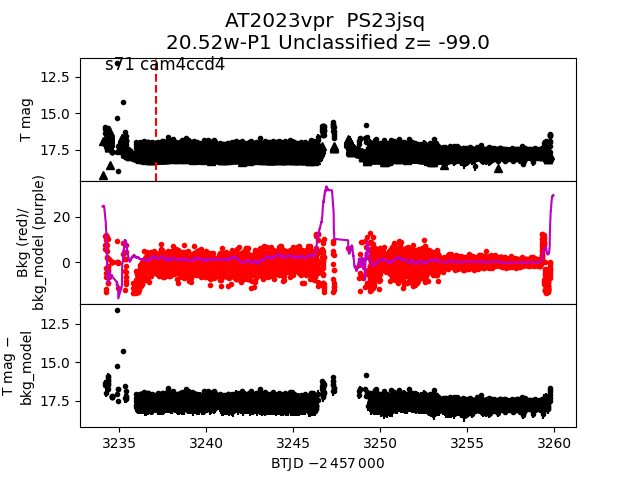 AT2023vpr  PS23jsq
20.52w-P1 Unclassified z= -99.0
s71 cam4ccd4
T mag
12.5
15.0
17.5
Bkg (red)/
bkg_model (purple)
20
0
T mag −
bkg_model
12.5
15.0
17.5
3235 3240 3245 3250 3255 3260
BTJD −2 457 000